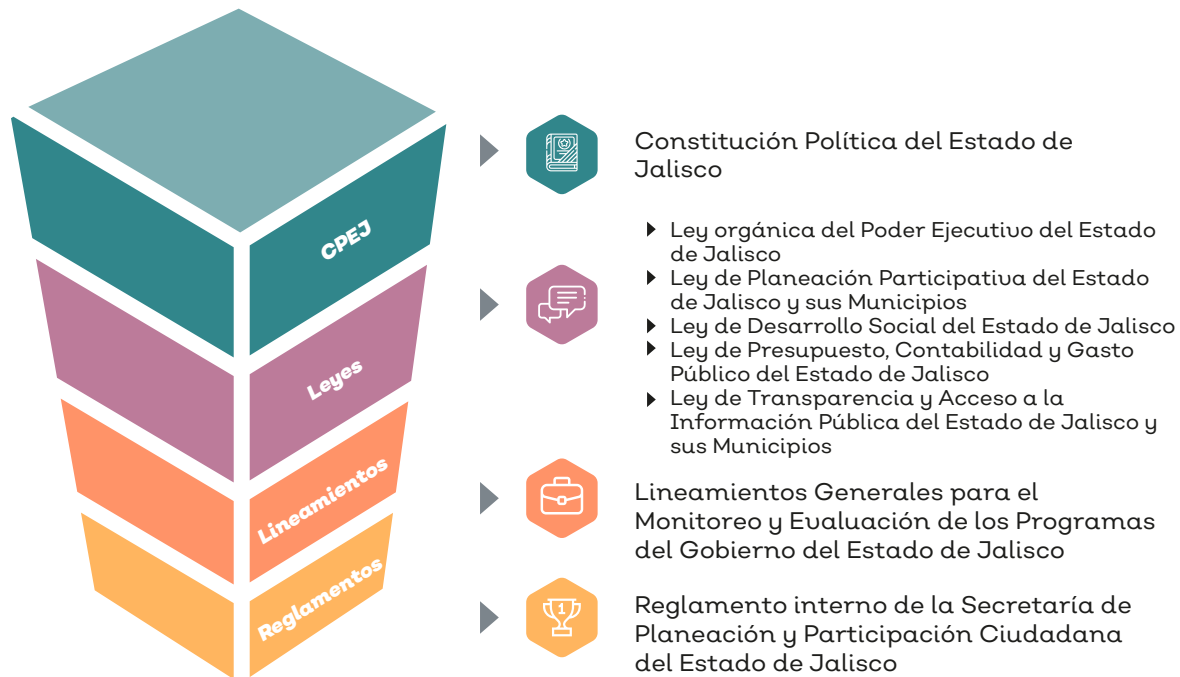 CPEJ
Constitución Política del Estado de
Jalisco
Leyes
Ley orgánica del Poder Ejecutivo del Estado
de Jalisco
Ley de Planeación Participativa del Estado
de Jalisco y sus Municipios
Ley de Desarrollo Social del Estado de Jalisco
Ley de Presupuesto, Contabilidad y Gasto
Público del Estado de Jalisco
Ley de Transparencia y Acceso a la
Información Pública del Estado de Jalisco y
sus Municipios
Lineamientos
Lineamientos Generales para el
Monitoreo y Evaluación de los Programas
del Gobierno del Estado de Jalisco
Reglamentos
1
Reglamento interno de la Secretaría de
Planeación y Participación Ciudadana
del Estado de Jalisco